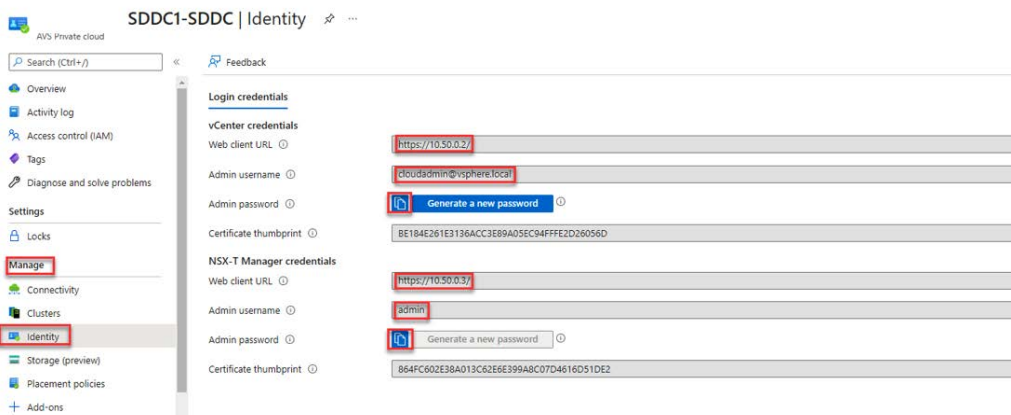 SDDC1-SDDC | Identity
AVS Private cloud
Search (Ctrl+/)
Overview
Activity log
Access control (IAM)
Tags
Diagnose and solve problems
Settings
Locks
Manage
Connectivity
Clusters
Identity
Storage (preview)
Placement policies
Add-ons
Feedback
Login credentials
vCenter credentials
Web client URL https://10.50.0.2/
Admin username cloudadmin@vsphere.local
Admin password Generate a new password
Certificate thumbprint BE184E261E3136ACC3E89A05EC94FFFE2D26056D
NSX-T Manager credentials
Web client URL https://10.50.0.3/
Admin username admin
Admin password Generate a new password
Certificate thumbprint 864FC602E38A013C62E6E399A8C07D4616D51DE2